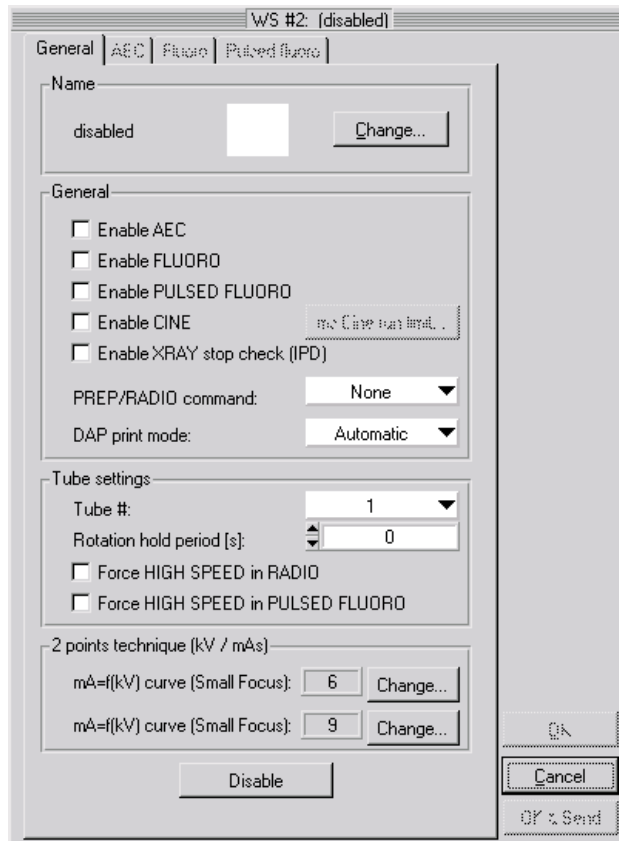 WS #2: (disabled)
General AEC Fluoro Pulsed fluoro
Name
disabled
Change...
General
Enable AEC
Enable FLUORO
Enable PULSED FLUORO
Enable CINE
ms Cine run limit...
Enable XRAY stop check (IPD)
PREP/RADIO command: None
DAP print mode: Automatic
Tube settings
Tube #: 1
Rotation hold period [s]: 0
Force HIGH SPEED in RADIO
Force HIGH SPEED in PULSED FLUORO
2 points technique (kV / mAs)
mA=f(kV) curve (Small Focus): 6 Change...
mA=f(kV) curve (Small Focus): 9 Change...
Disable
OK
Cancel
OK & Send